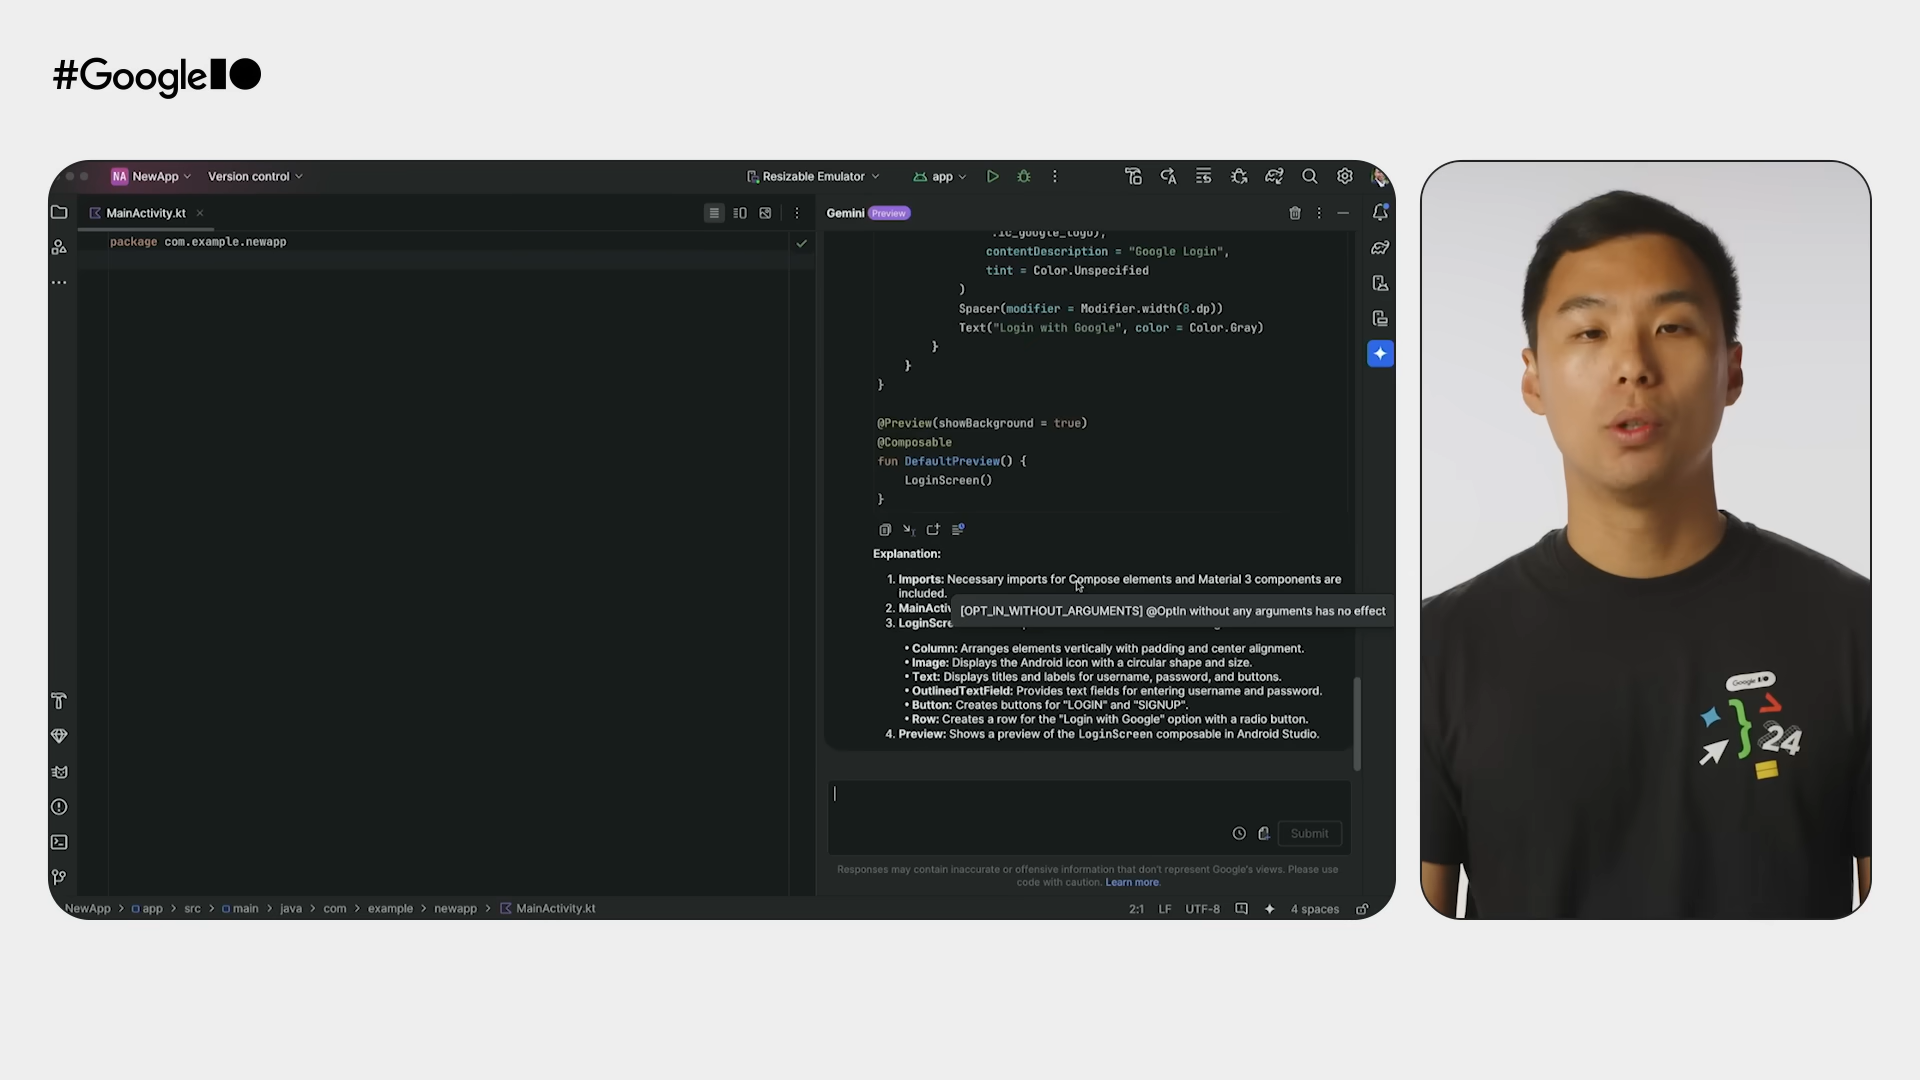 #GoogleIO
NA NewApp Version control Resizable Emulator app
MainActivity.kt
package com.example.newapp
Gemini Preview
.ic_google_logo),
contentDescription = "Google Login",
tint = Color.Unspecified
)
Spacer(modifier = Modifier.width(8.dp))
Text("Login with Google", color = Color.Gray)
}
}
}
@Preview(showBackground = true)
@Composable
fun DefaultPreview() {
LoginScreen()
}
Explanation:
1. Imports: Necessary imports for Compose elements and Material 3 components are
included.
2. MainActiv
[OPT_IN_WITHOUT_ARGUMENTS] @OptIn without any arguments has no effect
3. LoginScre
• Column: Arranges elements vertically with padding and center alignment.
• Image: Displays the Android icon with a circular shape and size.
• Text: Displays titles and labels for username, password, and buttons.
• OutlinedTextField: Provides text fields for entering username and password.
• Button: Creates buttons for "LOGIN" and "SIGNUP".
• Row: Creates a row for the "Login with Google" option with a radio button.
4. Preview: Shows a preview of the LoginScreen composable in Android Studio.
Submit
Responses may contain inaccurate or offensive information that don't represent Google's views. Please use
code with caution. Learn more.
NewApp > app > src > main > java > com > example > newapp > MainActivity.kt
2:1 LF UTF-8 4 spaces
Google IO
24